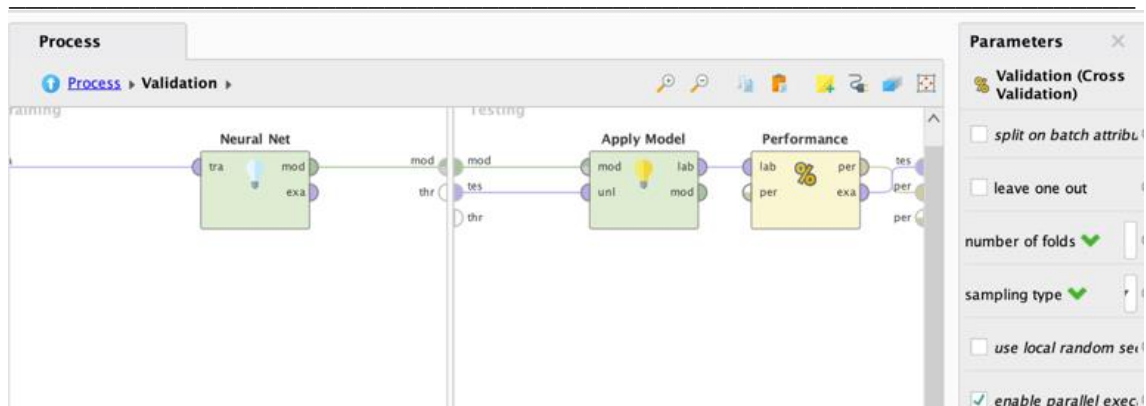 Process
Parameters
Process ▸ Validation ▸
Validation (Cross
Validation)
raining
Testing
split on batch attribu
Neural Net
Apply Model
Performance
tra
mod
exa
mod
thr
mod
tes
thr
mod
unl
lab
mod
lab
per
per
exa
tes
per
per
leave one out
number of folds
sampling type
use local random see
enable parallel exec